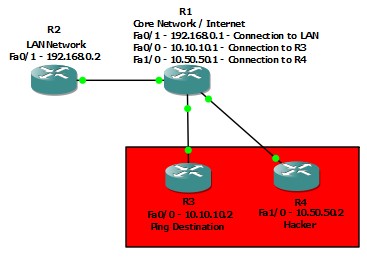 R1
Core Network / Internet
Fa0/1 - 192.168.0.1 - Connection to LAN
Fa0/0 - 10.10.10.1 - Connection to R3
Fa1/0 - 10.50.50.1 - Connection to R4
R2
LAN Network
Fa0/1 - 192.168.0.2
R3
Fa0/0 - 10.10.10.2
Ping Destination
R4
Fa1/0 - 10.50.50.2
Hacker